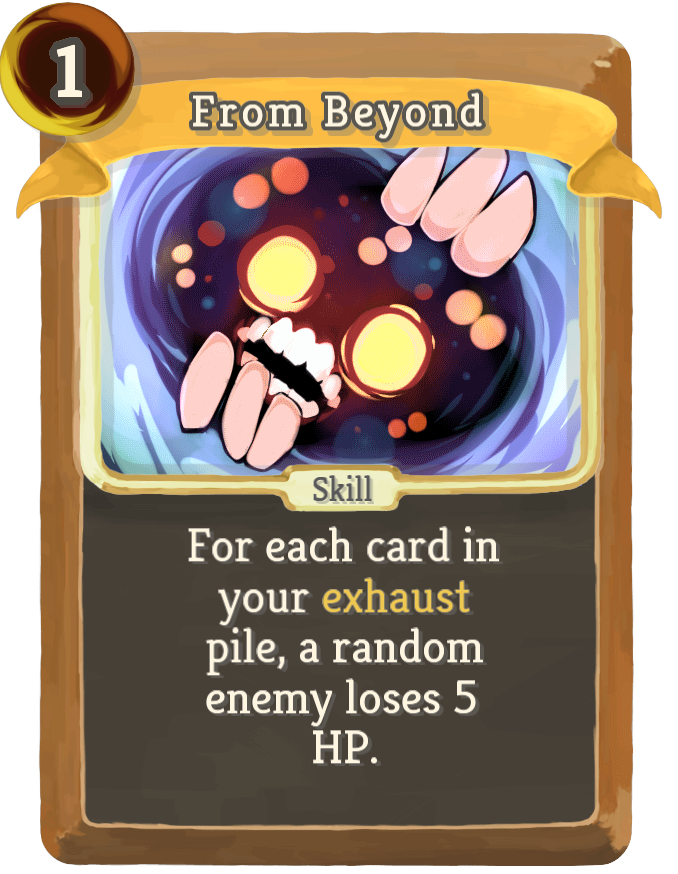 1
From Beyond
Skill
For each card in
your exhaust
pile, a random
enemy loses 5
HP.